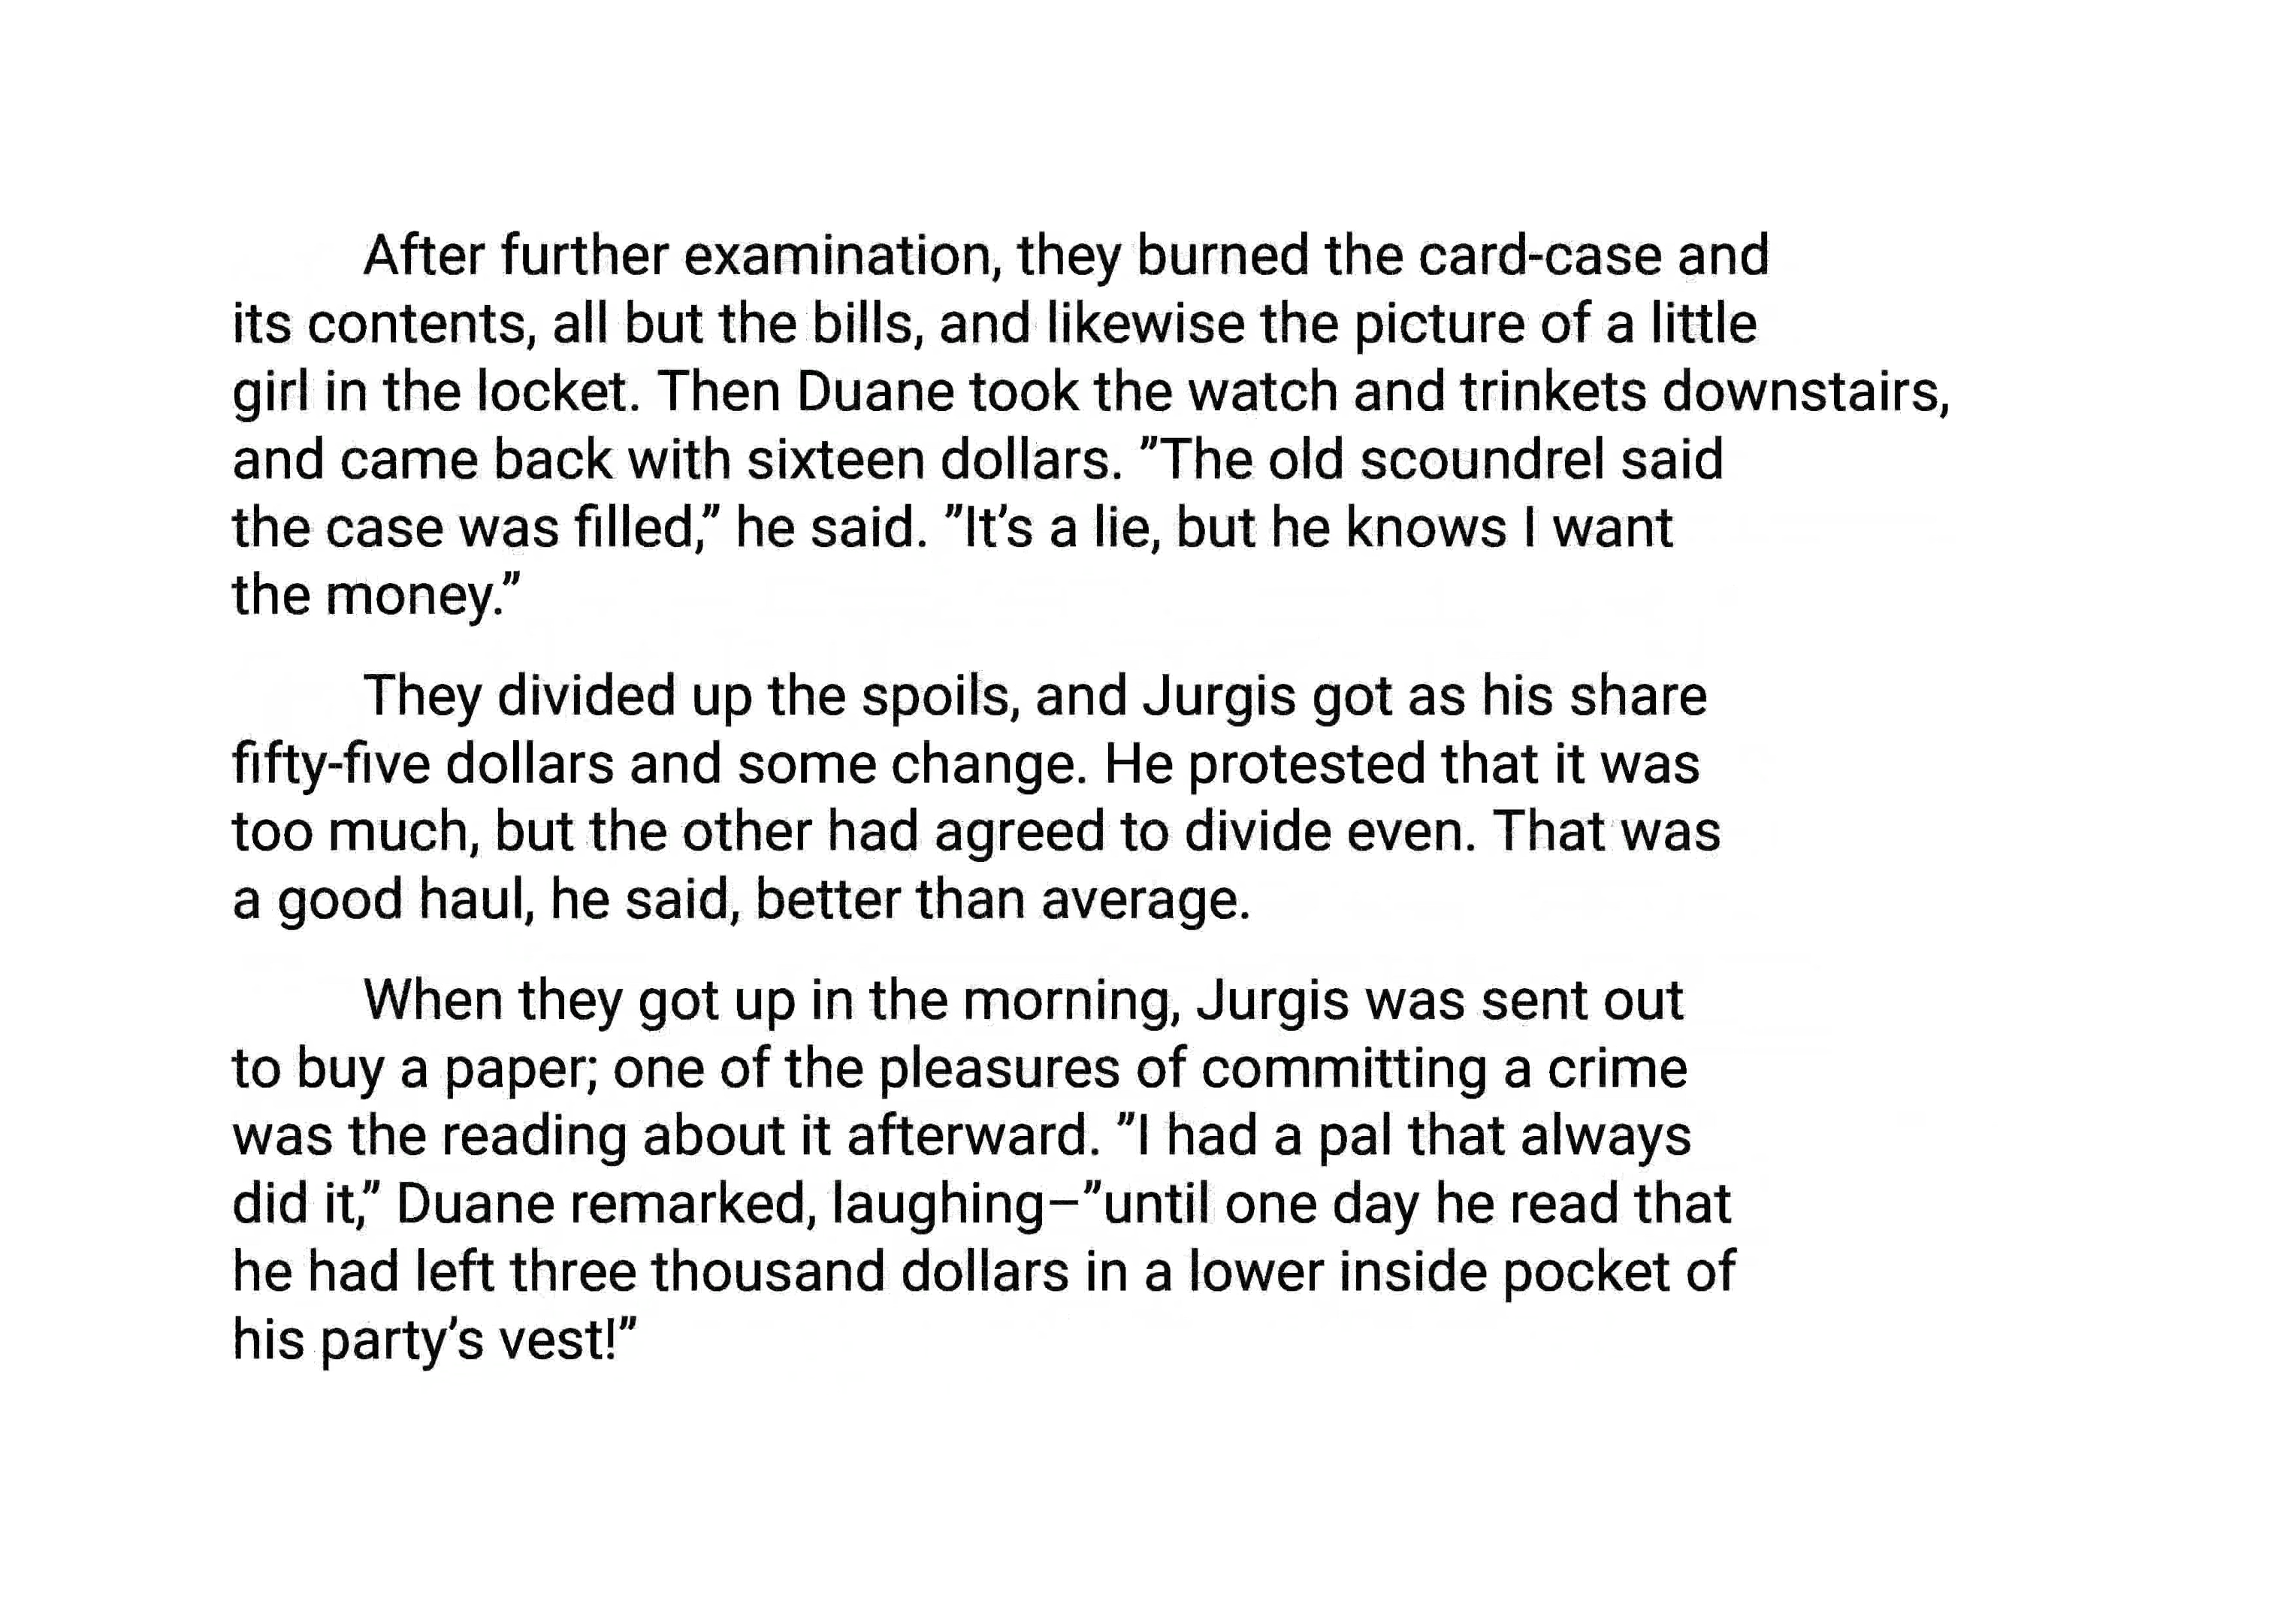 After further examination, they burned the card-case and
its contents, all but the bills, and likewise the picture of a little
girl in the locket. Then Duane took the watch and trinkets downstairs,
and came back with sixteen dollars. ”The old scoundrel said
the case was filled,” he said. ”It’s a lie, but he knows I want
the money.”
They divided up the spoils, and Jurgis got as his share
fifty-five dollars and some change. He protested that it was
too much, but the other had agreed to divide even. That was
a good haul, he said, better than average.
When they got up in the morning, Jurgis was sent out
to buy a paper; one of the pleasures of committing a crime
was the reading about it afterward. ”I had a pal that always
did it,” Duane remarked, laughing–”until one day he read that
he had left three thousand dollars in a lower inside pocket of
his party’s vest!”